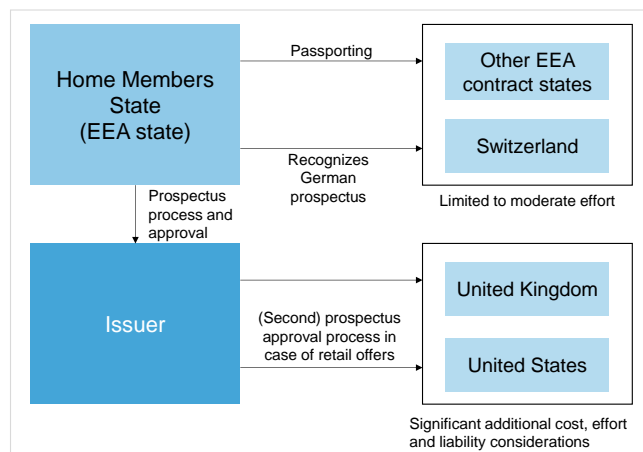 Home Members
State
(EEA state)
Passporting
Other EEA
contract states
Recognizes
German
prospectus
Switzerland
Limited to moderate effort
Prospectus
process and
approval
Issuer
(Second) prospectus
approval process in
case of retail offers
United Kingdom
United States
Significant additional cost, effort
and liability considerations